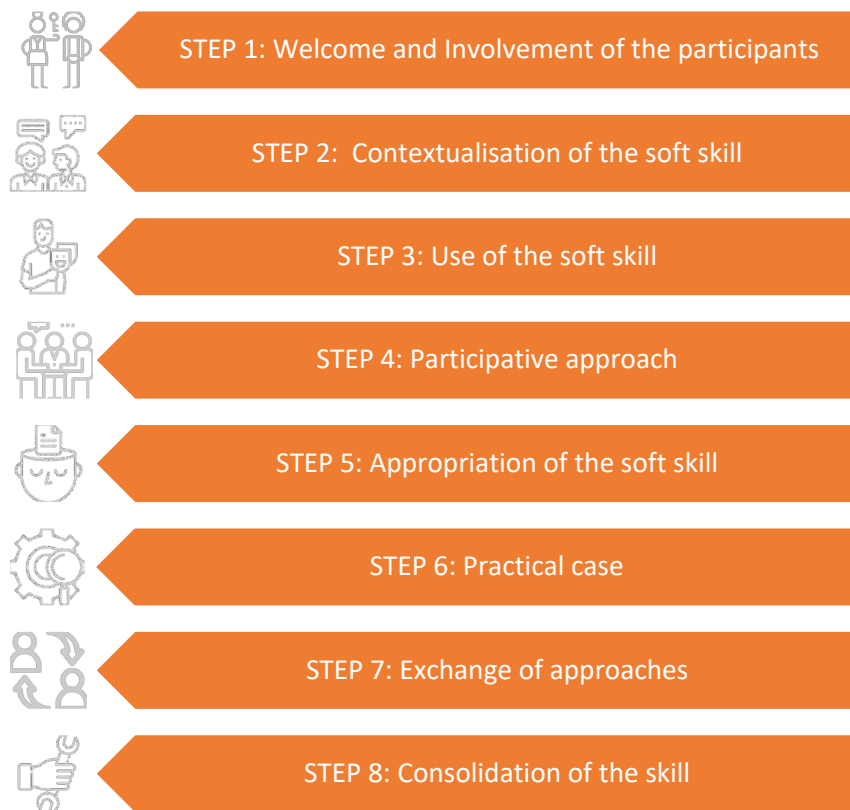 STEP 1: Welcome and Involvement of the participants
STEP 2: Contextualisation of the soft skill
STEP 3: Use of the soft skill
STEP 4: Participative approach
STEP 5: Appropriation of the soft skill
STEP 6: Practical case
STEP 7: Exchange of approaches
STEP 8: Consolidation of the skill